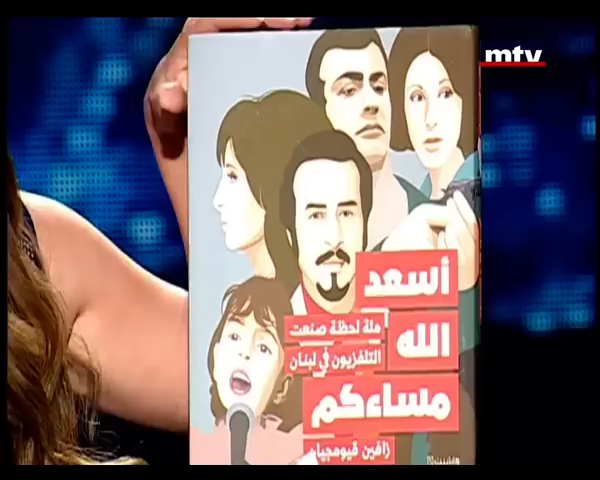 mtv
أسعد
الله
مئة لحظة صنعت
التلفزيون في لبنان
مساءكم
زافين قيومجيان